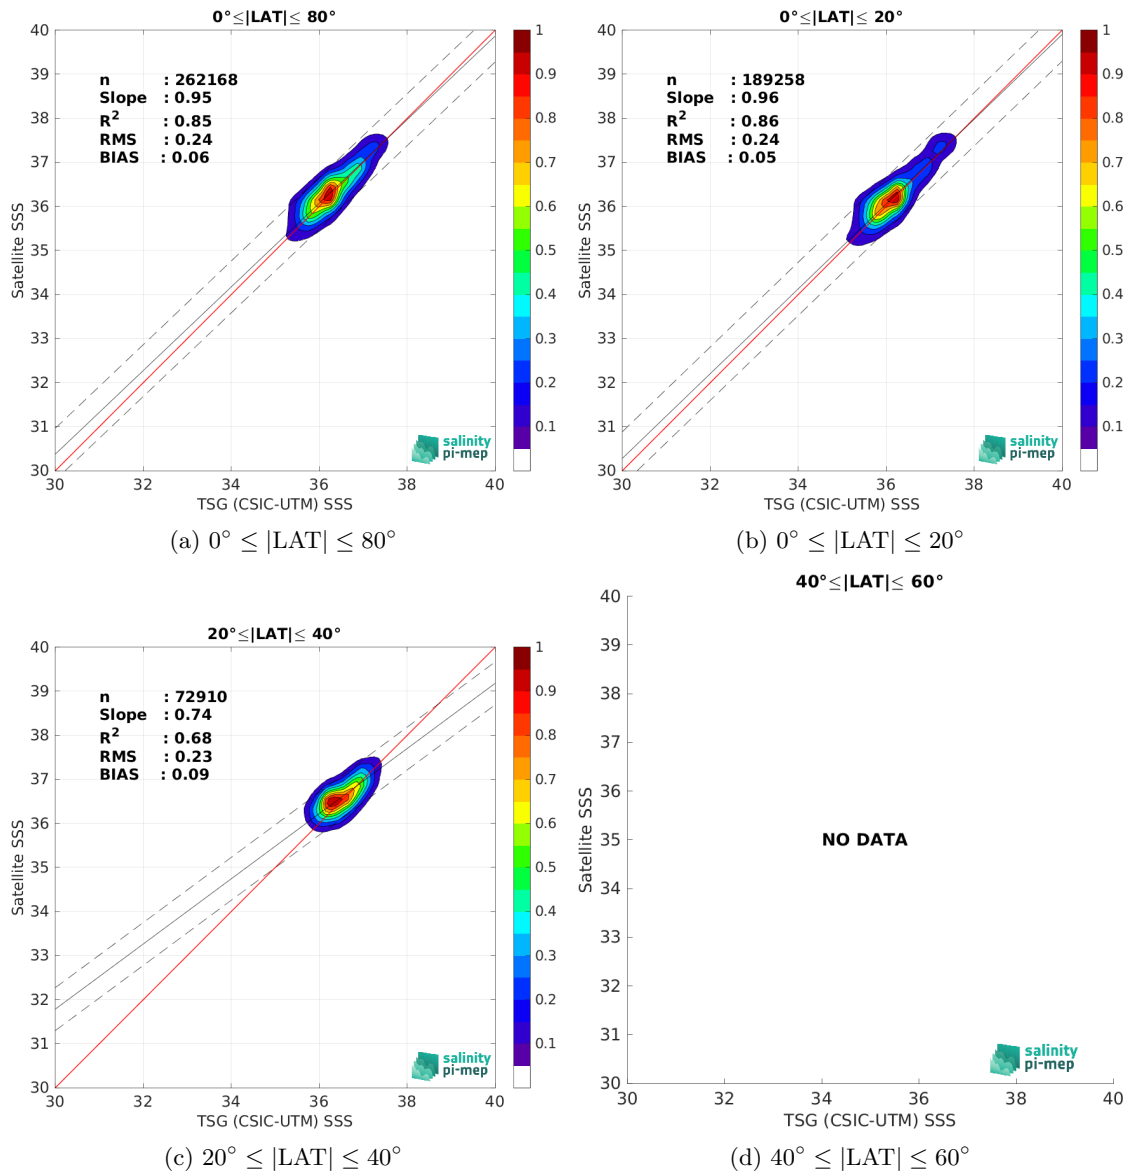 0°≤|LAT|≤ 80°
40
39
38
37
36
35
34
33
32
31
30
30
32
34
36
38
40
Satellite SSS
TSG (CSIC-UTM) SSS
n : 262168
Slope : 0.95
R2 : 0.85
RMS : 0.24
BIAS : 0.06
salinity
pi-mep
1
0.9
0.8
0.7
0.6
0.5
0.4
0.3
0.2
0.1
(a) 0° ≤ |LAT| ≤ 80°
0°≤|LAT|≤ 20°
40
39
38
37
36
35
34
33
32
31
30
30
32
34
36
38
40
Satellite SSS
TSG (CSIC-UTM) SSS
n : 189258
Slope : 0.96
R2 : 0.86
RMS : 0.24
BIAS : 0.05
salinity
pi-mep
1
0.9
0.8
0.7
0.6
0.5
0.4
0.3
0.2
0.1
(b) 0° ≤ |LAT| ≤ 20°
20°≤|LAT|≤ 40°
40
39
38
37
36
35
34
33
32
31
30
30
32
34
36
38
40
Satellite SSS
TSG (CSIC-UTM) SSS
n : 72910
Slope : 0.74
R2 : 0.68
RMS : 0.23
BIAS : 0.09
salinity
pi-mep
1
0.9
0.8
0.7
0.6
0.5
0.4
0.3
0.2
0.1
(c) 20° ≤ |LAT| ≤ 40°
40°≤|LAT|≤ 60°
40
39
38
37
36
35
34
33
32
31
30
30
32
34
36
38
40
Satellite SSS
TSG (CSIC-UTM) SSS
NO DATA
salinity
pi-mep
(d) 40° ≤ |LAT| ≤ 60°